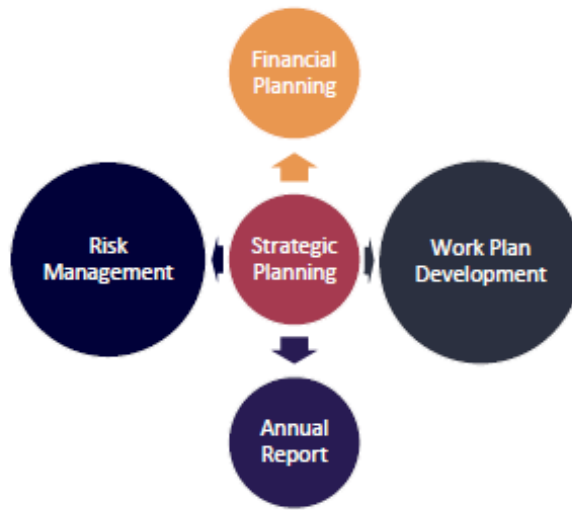 Financial
Planning
Risk
Management
Strategic
Planning
Work Plan
Development
Annual
Report